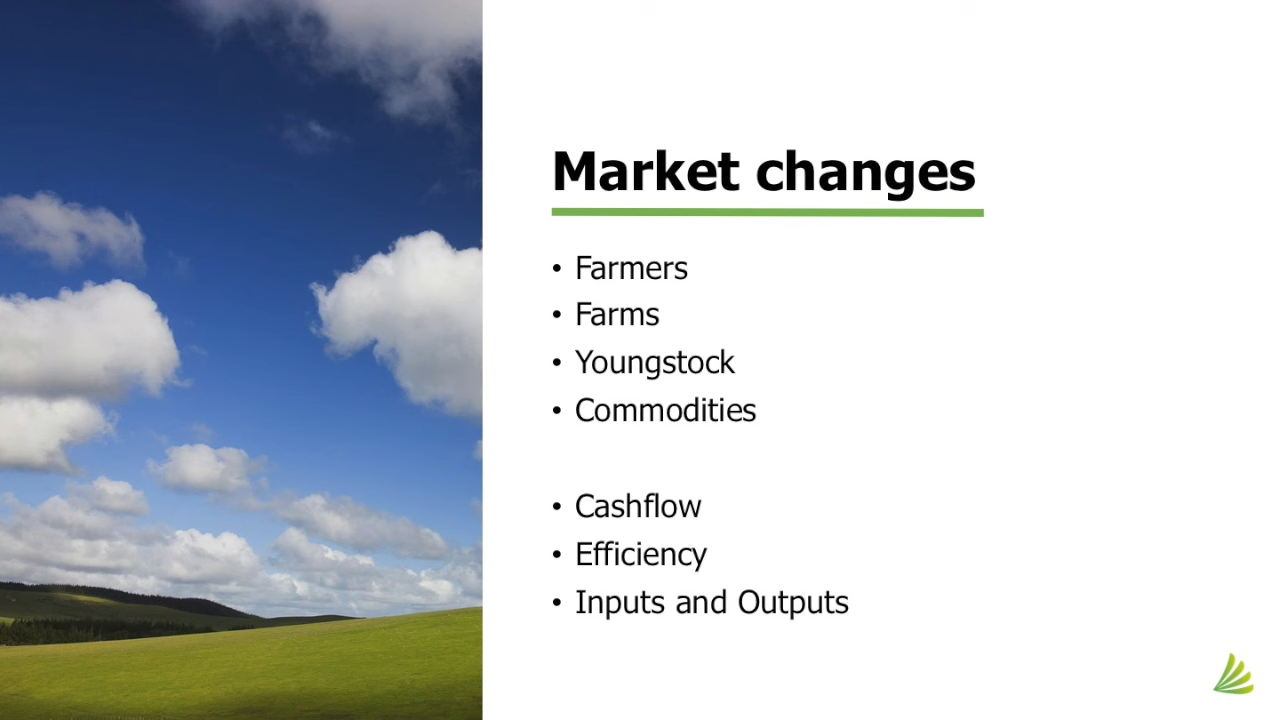 Market changes
• Farmers
• Farms
• Youngstock
• Commodities
• Cashflow
• Efficiency
• Inputs and Outputs